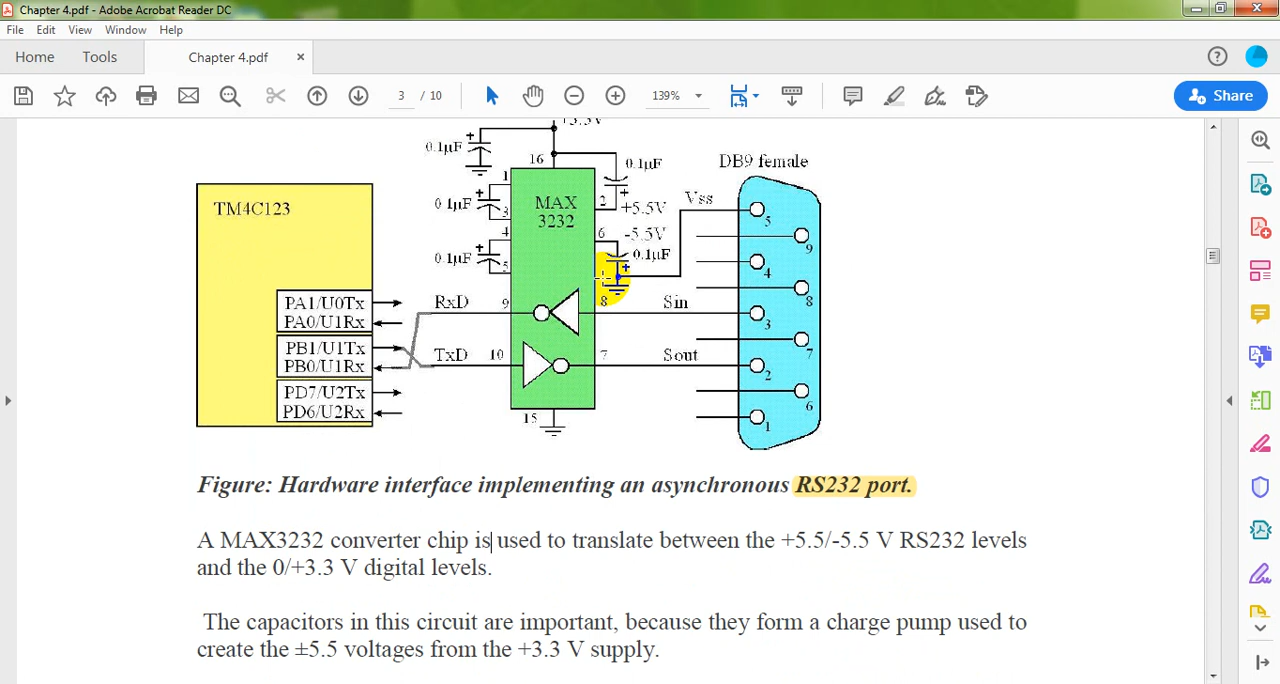 Chapter 4.pdf - Adobe Acrobat Reader DC
File Edit View Window Help
Home Tools Chapter 4.pdf ×
3 / 10 139% Share
+3.3V
0.1µF 16 0.1µF DB9 female
1
TM4C123 0.1µF MAX 2 Vss
3 3232 +5.5V 5
4 6 -5.5V 9
0.1µF 0.1µF 4
5
PA1/U0Tx RxD 9 8 Sin 8
PA0/U1Rx 3
PB1/U1Tx TxD 10 7 Sout 7
PB0/U1Rx 2
PD7/U2Tx 6
PD6/U2Rx 15 1
Figure: Hardware interface implementing an asynchronous RS232 port.
A MAX3232 converter chip is used to translate between the +5.5/-5.5 V RS232 levels
and the 0/+3.3 V digital levels.
The capacitors in this circuit are important, because they form a charge pump used to
create the ±5.5 voltages from the +3.3 V supply.